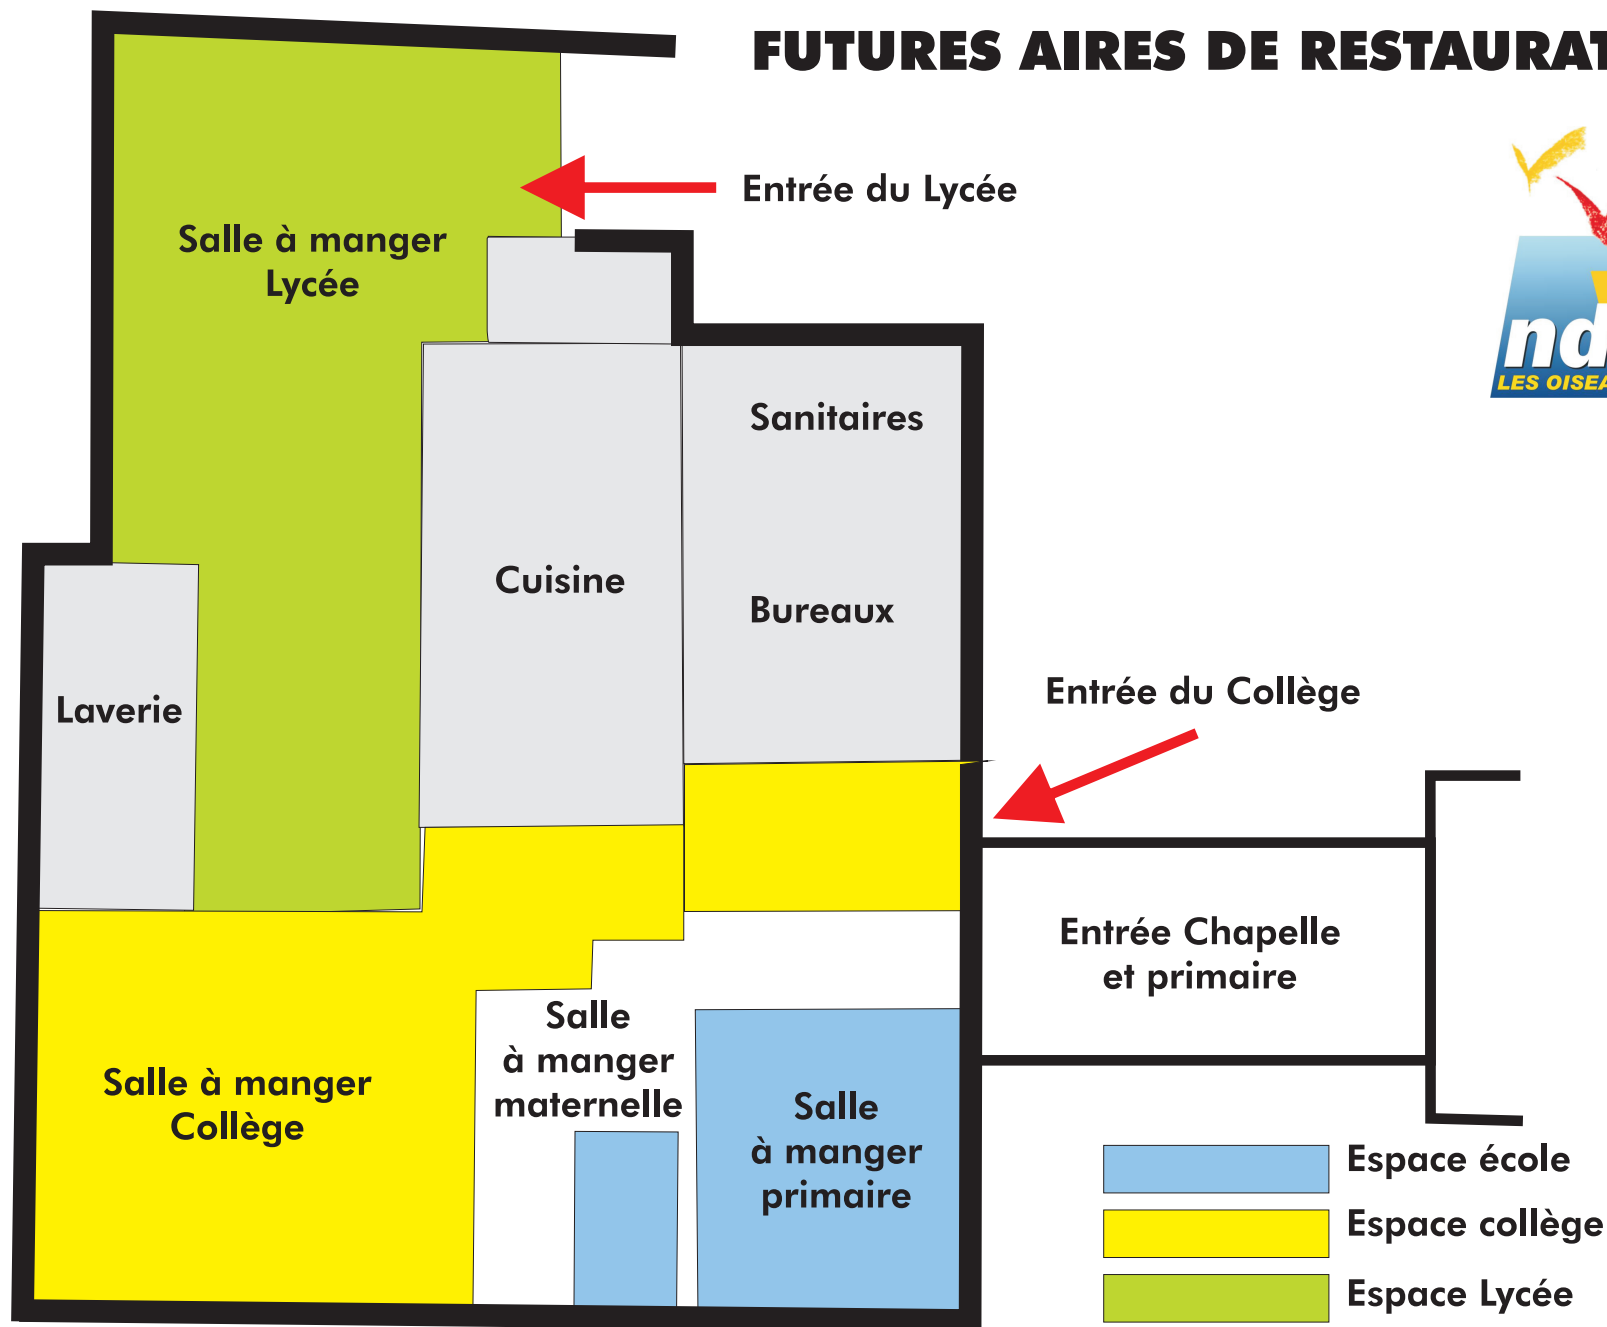 FUTURES AIRES DE RESTAURAT
Entrée du Lycée
Salle à manger
Lycée
nd
LES OISEA
Sanitaires
Cuisine
Bureaux
Laverie
Entrée du Collège
Entrée Chapelle
et primaire
Salle
à manger
maternelle
Salle à manger
Collège
Salle
à manger
primaire
Espace école
Espace collège
Espace Lycée